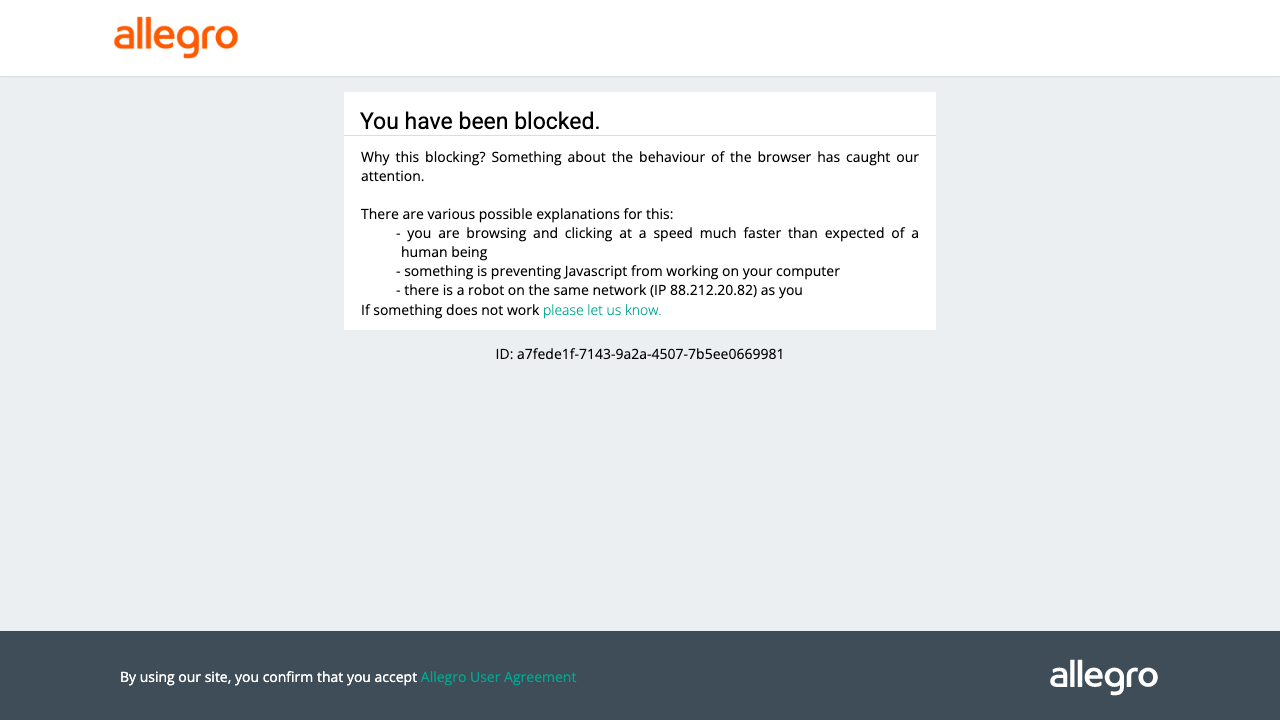 allegro
You have been blocked.
Why this blocking? Something about the behaviour of the browser has caught our
attention.
There are various possible explanations for this:
- you are browsing and clicking at a speed much faster than expected of a
human being
- something is preventing Javascript from working on your computer
- there is a robot on the same network (IP 88.212.20.82) as you
If something does not work please let us know.
ID: a7fede1f-7143-9a2a-4507-7b5ee0669981
By using our site, you confirm that you accept Allegro User Agreement
allegro